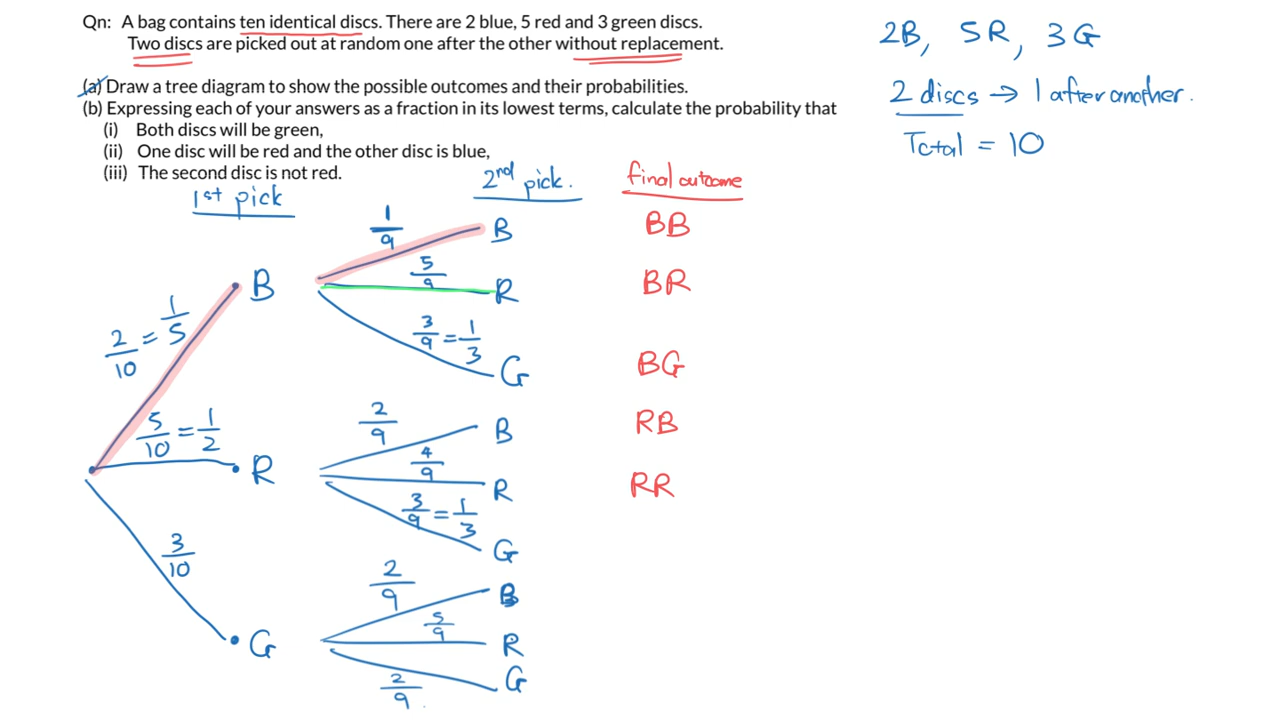 Qn: A bag contains ten identical discs. There are 2 blue, 5 red and 3 green discs.
Two discs are picked out at random one after the other without replacement.
(a) Draw a tree diagram to show the possible outcomes and their probabilities.
(b) Expressing each of your answers as a fraction in its lowest terms, calculate the probability that
(i) Both discs will be green,
(ii) One disc will be red and the other disc is blue,
(iii) The second disc is not red.
2B, 5R, 3G
2 discs → 1 after another.
Total = 10
1st pick
2nd pick.
final outcome
2/10 = 1/5
B
1/9
B
BB
5/9
R
BR
3/9 = 1/3
G
BG
5/10 = 1/2
R
2/9
B
RB
4/9
R
RR
3/9 = 1/3
G
3/10
G
2/9
B
5/9
R
2/9
G